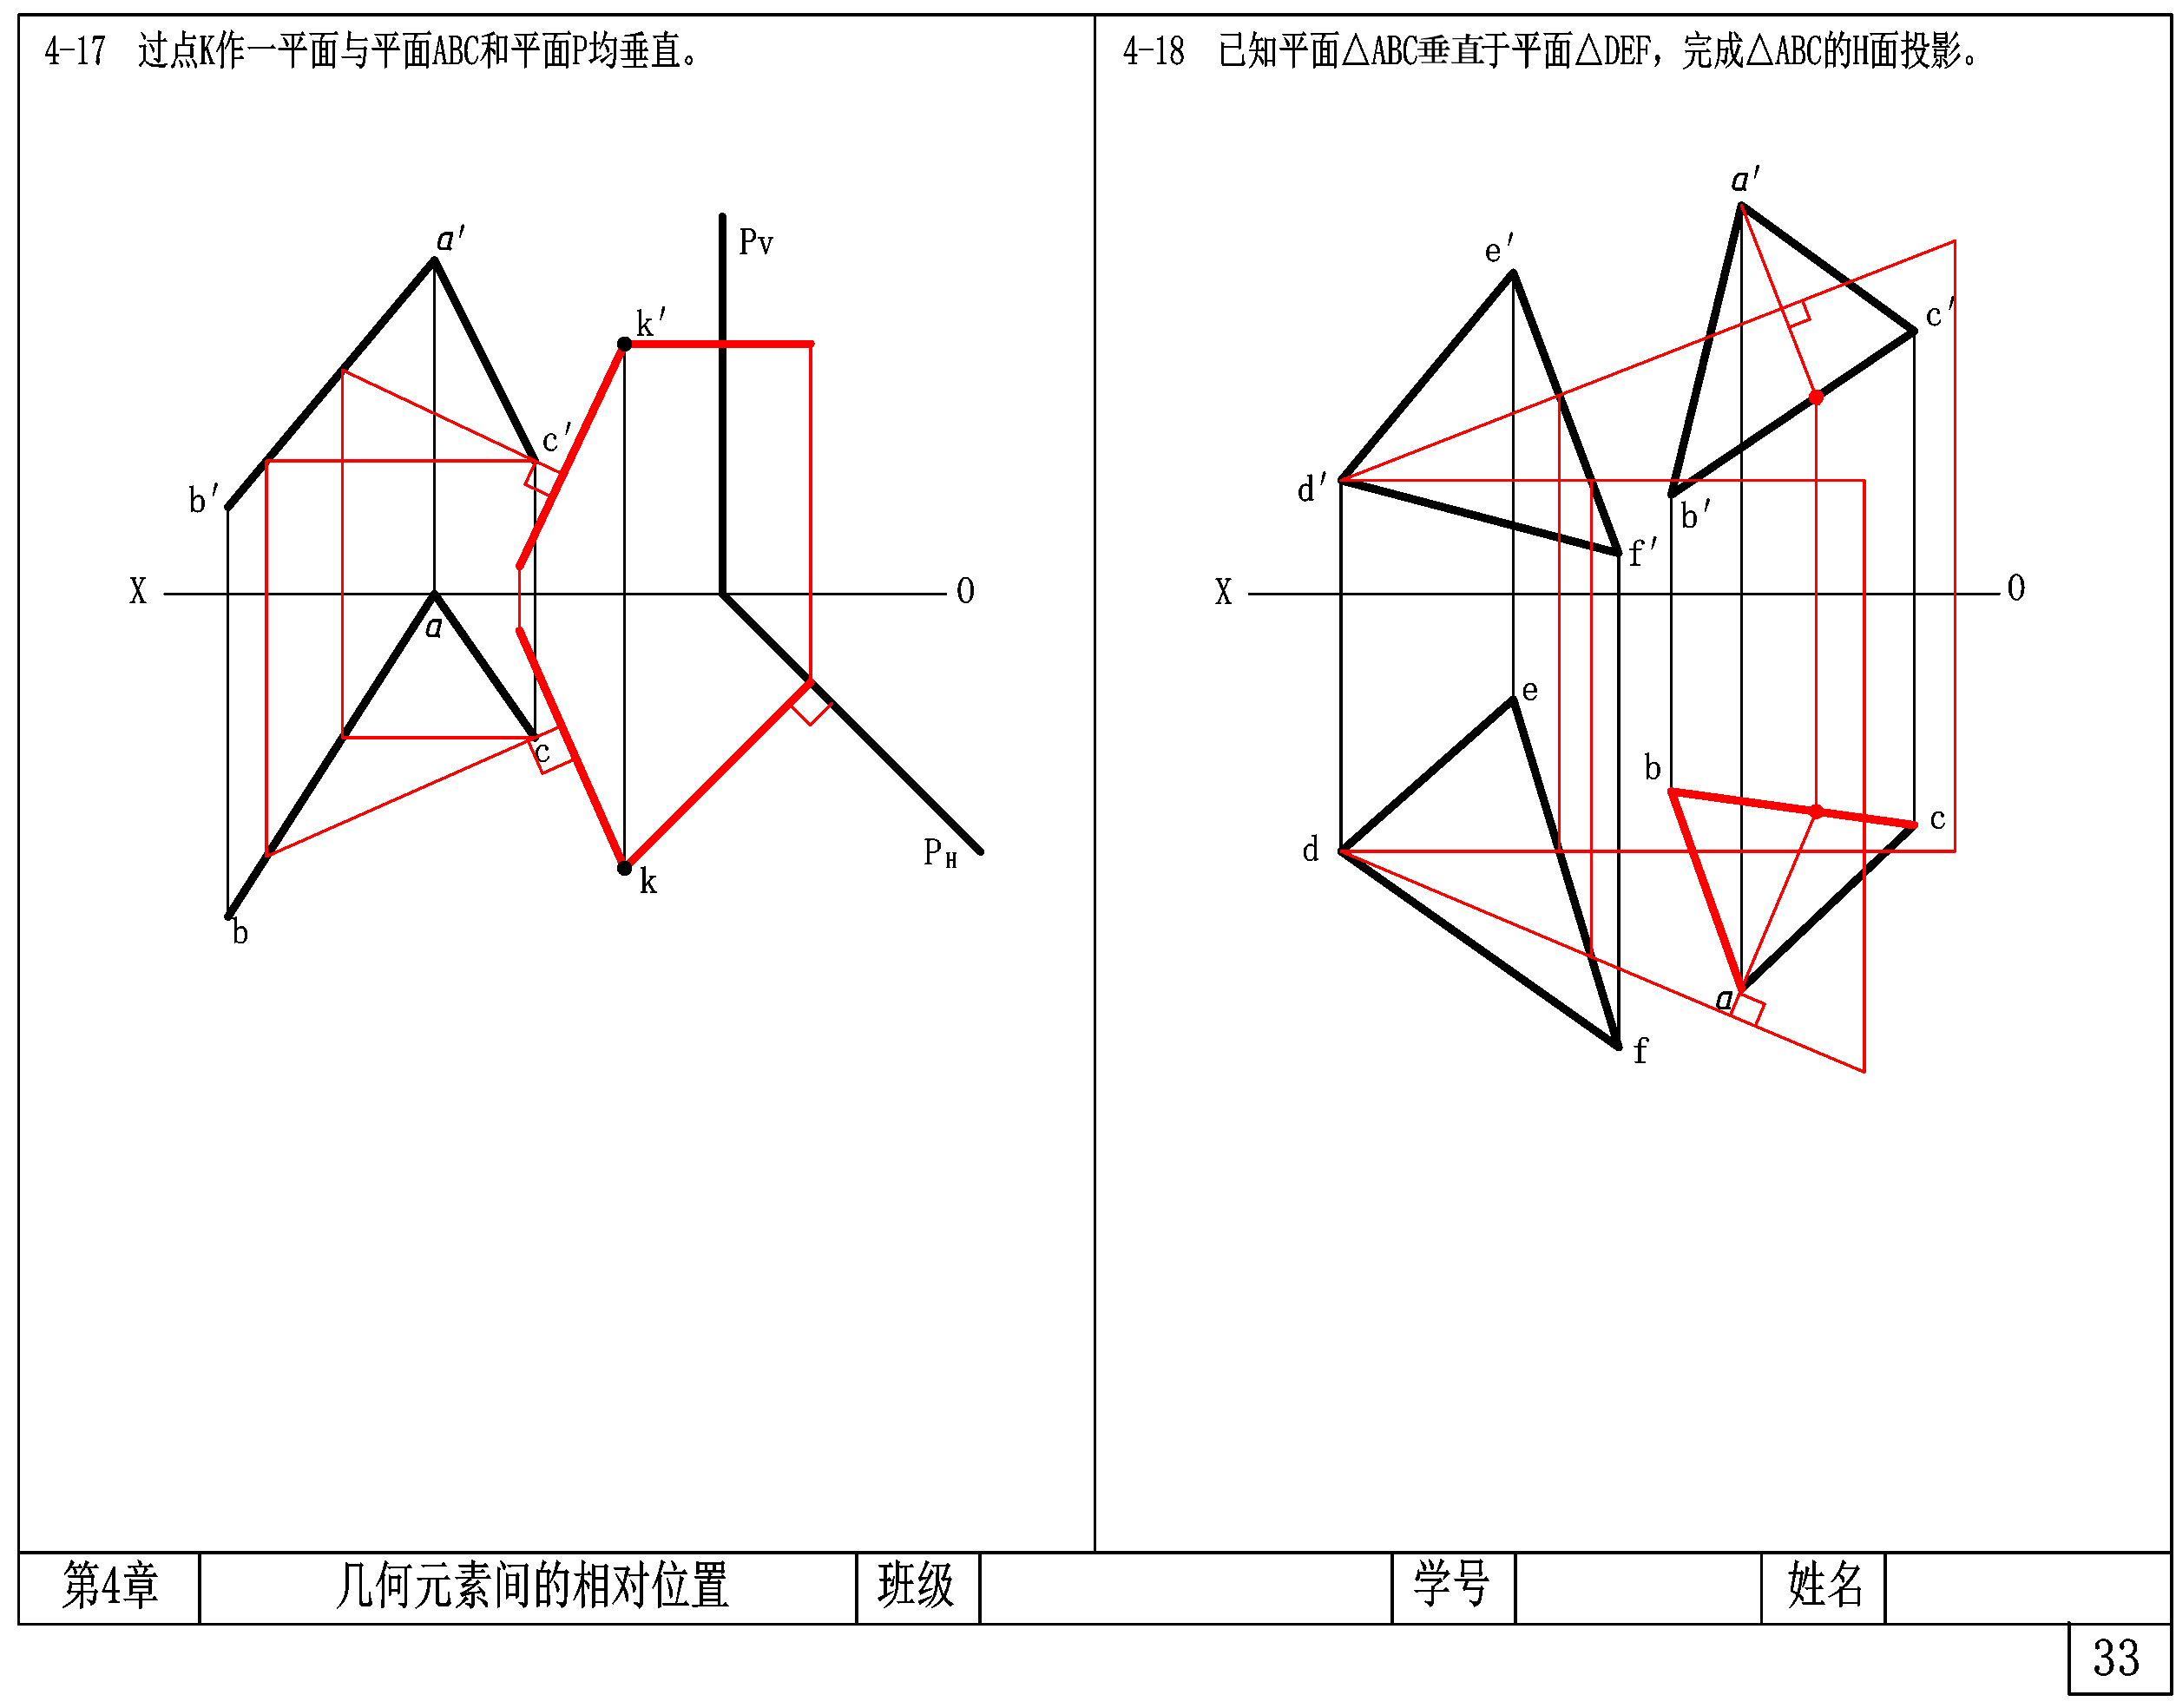 4-17 过点K作一平面与平面ABC和平面P均垂直。
a'
Pv
k'
c'
b'
X
O
a
c
PH
k
b
4-18 已知平面△ABC垂直于平面△DEF，完成△ABC的H面投影。
a'
e'
c'
d'
b'
f'
X
O
e
b
c
d
a
f
第4章 几何元素间的相对位置 班级 学号 姓名
33